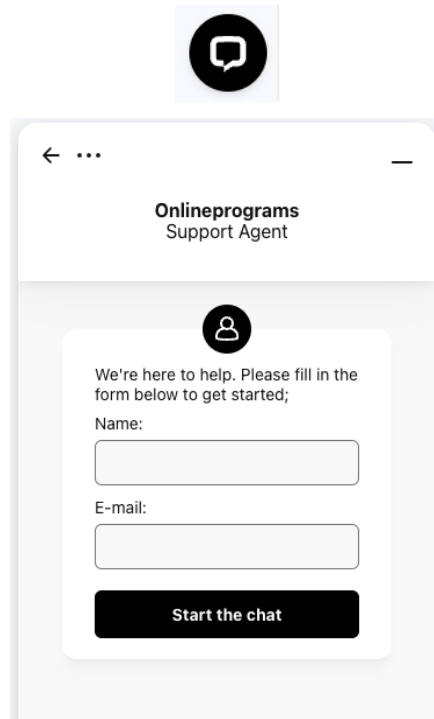 Onlineprograms
Support Agent
We're here to help. Please fill in the
form below to get started;
Name:
E-mail:
Start the chat